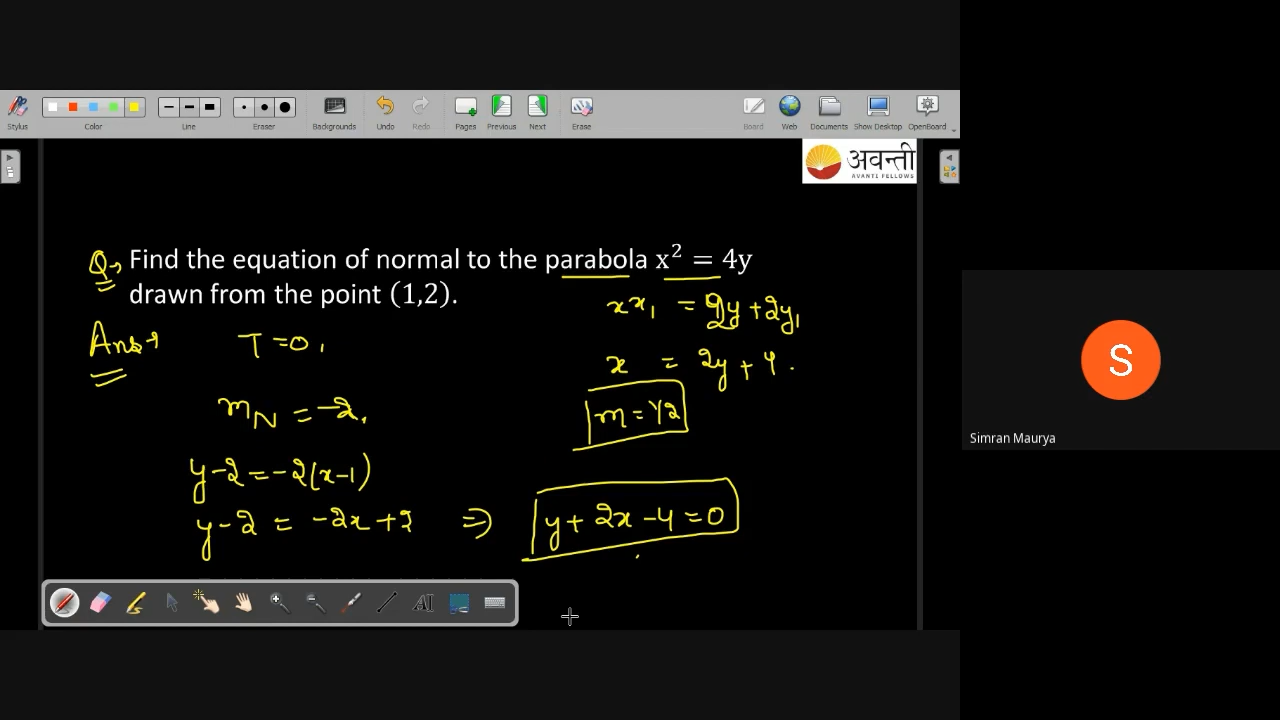 Stylus
Color
Line
Eraser
Backgrounds
Undo
Redo
Pages
Previous
Next
Erase
Board
Web
Documents
Show Desktop
OpenBoard
अवन्ती
AVANTI FELLOWS
Q→ Find the equation of normal to the parabola x² = 4y
drawn from the point (1,2).
xx₁ = 2y + 2y₁
Ans→ T = 0,
x = 2y + 4.
m_N = -2,
m = 1/2
y-2 = -2(x-1)
y-2 = -2x+2 ⇒ y + 2x - 4 = 0
AI
S
Simran Maurya